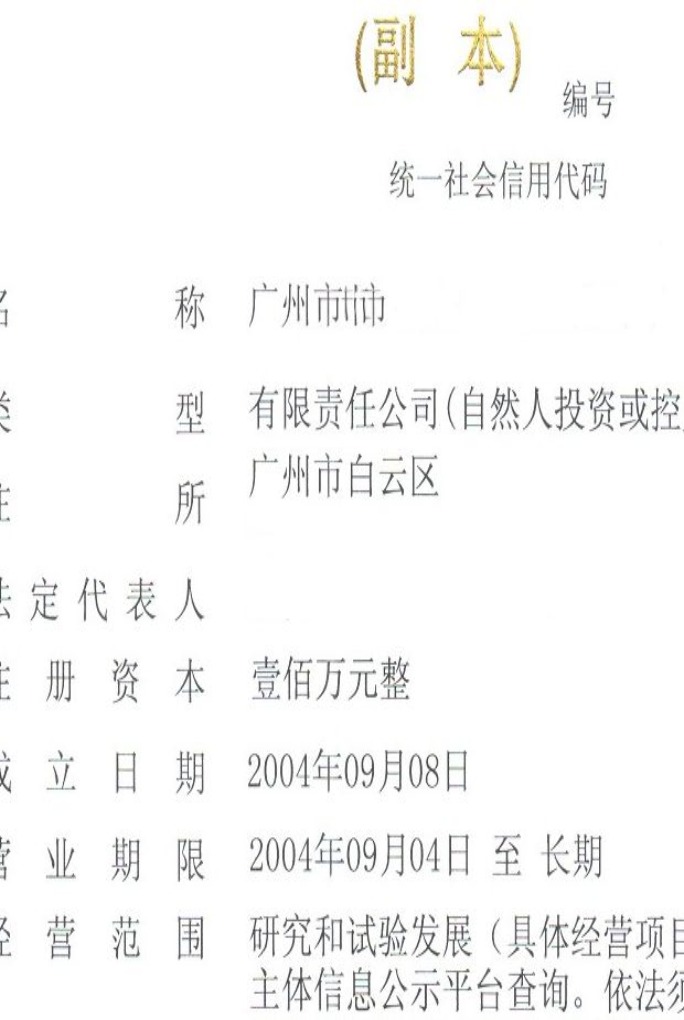 (副 本)
编号
统一社会信用代码
名 称 广州市
类 型 有限责任公司(自然人投资或控
住 所 广州市白云区
法定代表人
注册资本 壹佰万元整
成立日期 2004年09月08日
营业期限 2004年09月04日 至 长期
经营范围 研究和试验发展（具体经营项目
主体信息公示平台查询。依法须